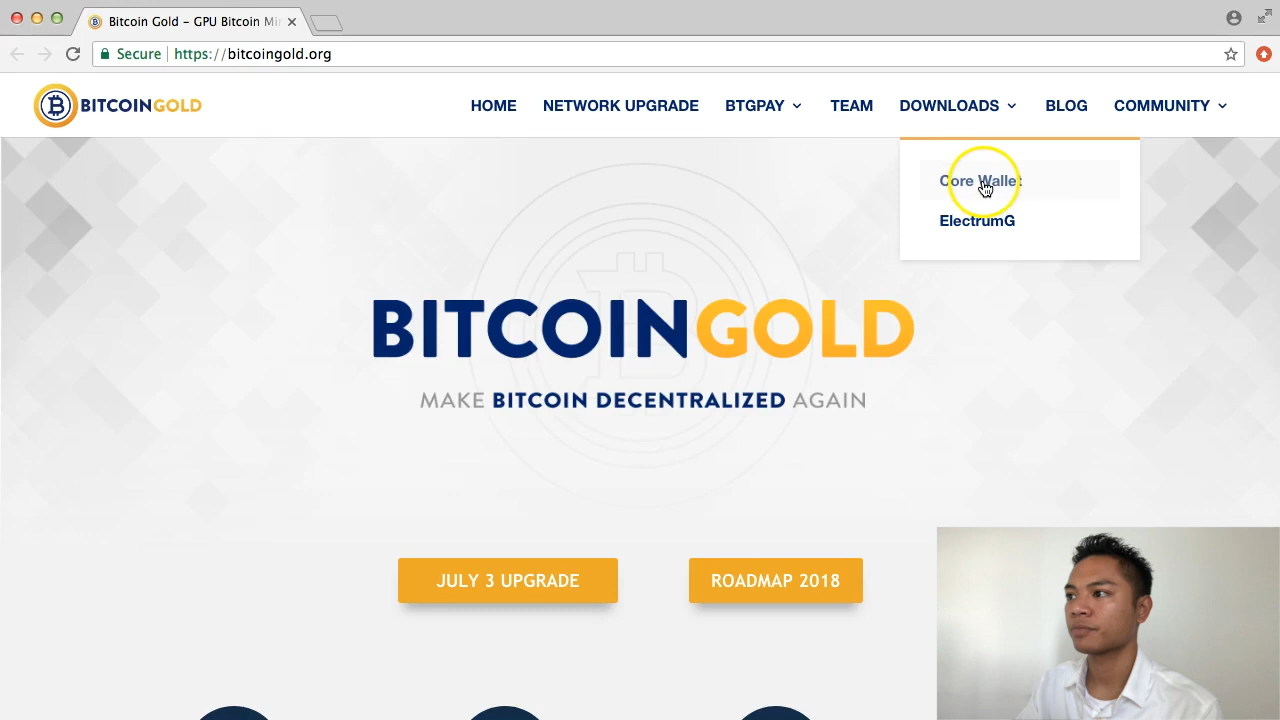 Bitcoin Gold – GPU Bitcoin Mi
Secure https://bitcoingold.org
BITCOINGOLD
HOME NETWORK UPGRADE BTGPAY TEAM DOWNLOADS BLOG COMMUNITY
Core Wallet
ElectrumG
BITCOINGOLD
MAKE BITCOIN DECENTRALIZED AGAIN
JULY 3 UPGRADE ROADMAP 2018